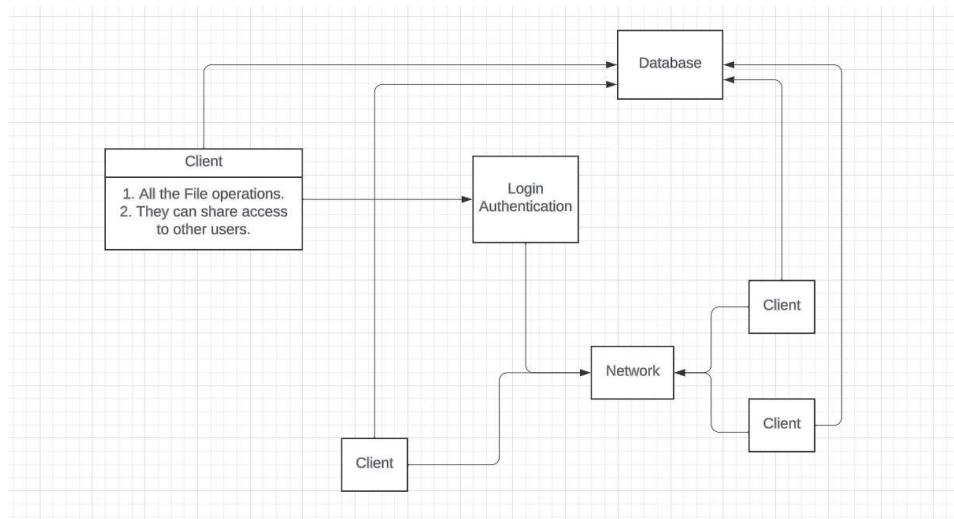 Database
Client
1. All the File operations.
2. They can share access
to other users.
Login
Authentication
Client
Network
Client
Client